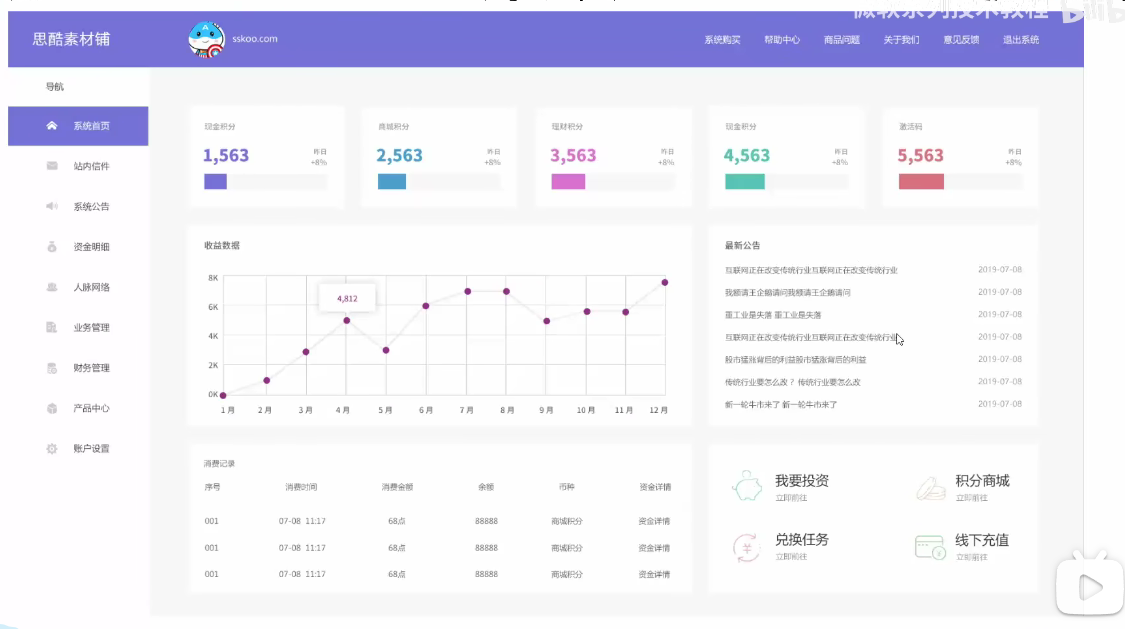 微软系列技术教程 bilib
思酷素材铺
sskoo.com
系统购买 帮助中心 商品问题 关于我们 意见反馈 退出系统
导航
系统首页
站内信件
系统公告
资金明细
人脉网络
业务管理
财务管理
产品中心
账户设置
现金积分 商城积分 理财积分 现金积分 激活码
1,563 昨日 2,563 昨日 3,563 昨日 4,563 昨日 5,563 昨日
+8% +8% +8% +8% +8%
收益数据
8K
6K
4K
2K
0K
4,812
1月 2月 3月 4月 5月 6月 7月 8月 9月 10月 11月 12月
最新公告
互联网正在改变传统行业互联网正在改变传统行业 2019-07-08
我额请王企鹅请问我额请王企鹅请问 2019-07-08
重工业是失落 重工业是失落 2019-07-08
互联网正在改变传统行业互联网正在改变传统行业 2019-07-08
股市猛涨背后的利益股市猛涨背后的利益 2019-07-08
传统行业要怎么改？ 传统行业要怎么改 2019-07-08
新一轮牛市来了 新一轮牛市来了 2019-07-08
消费记录
序号 消费时间 消费金额 余额 币种 资金详情
001 07-08 11:17 68点 88888 商城积分 资金详情
001 07-08 11:17 68点 88888 商城积分 资金详情
001 07-08 11:17 68点 88888 商城积分 资金详情
我要投资
立即前往
积分商城
立即前往
兑换任务
立即前往
线下充值
立即前往